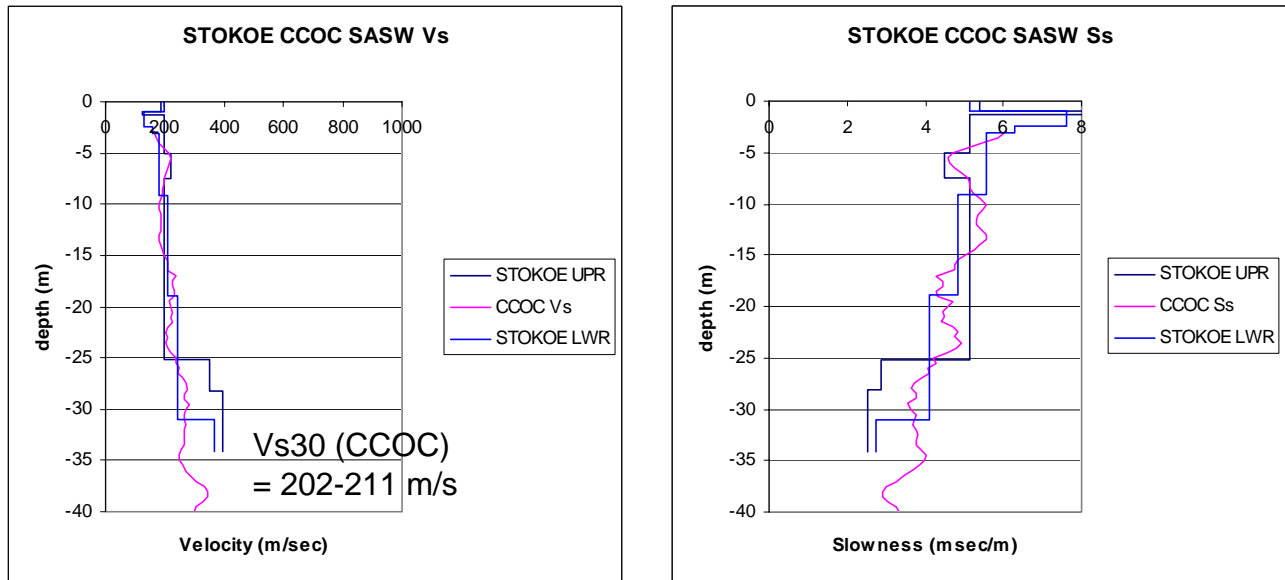 STOKOE CCOC SASW Vs
0
0 200 400 600 800 1000
-5
-10
-15
-20
-25
-30
-35
-40
depth (m)
Velocity (m/sec)
STOKOE UPR
CCOC Vs
STOKOE LWR
Vs30 (CCOC)
= 202-211 m/s
STOKOE CCOC SASW Ss
0
0 2 4 6 8
-5
-10
-15
-20
-25
-30
-35
-40
depth (m)
Slowness (msec/m)
STOKOE UPR
CCOC Ss
STOKOE LWR